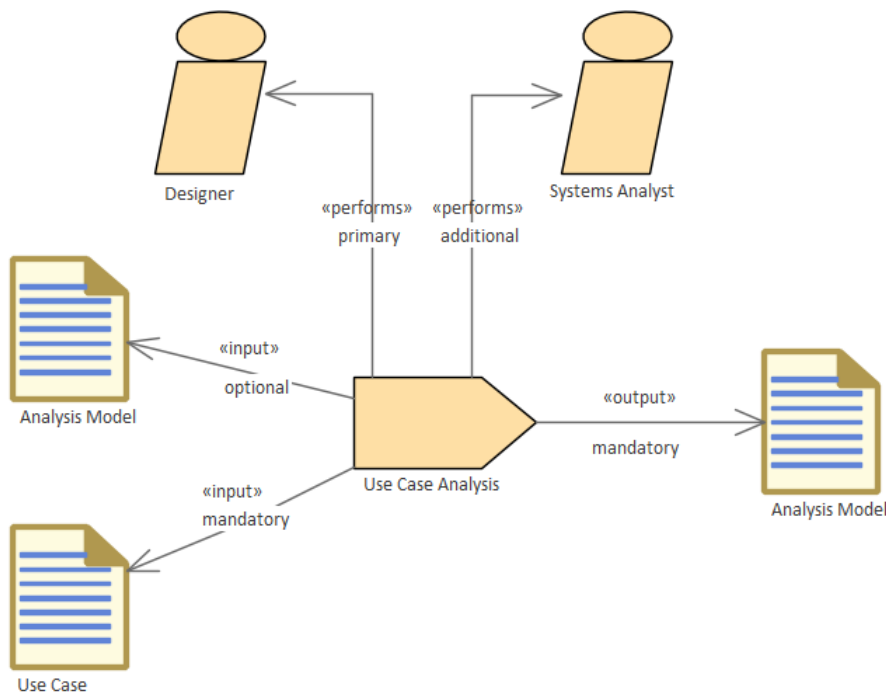 Designer
Systems Analyst
«performs»
primary
«performs»
additional
Analysis Model
«input»
optional
Use Case Analysis
«output»
mandatory
Analysis Model
«input»
mandatory
Use Case